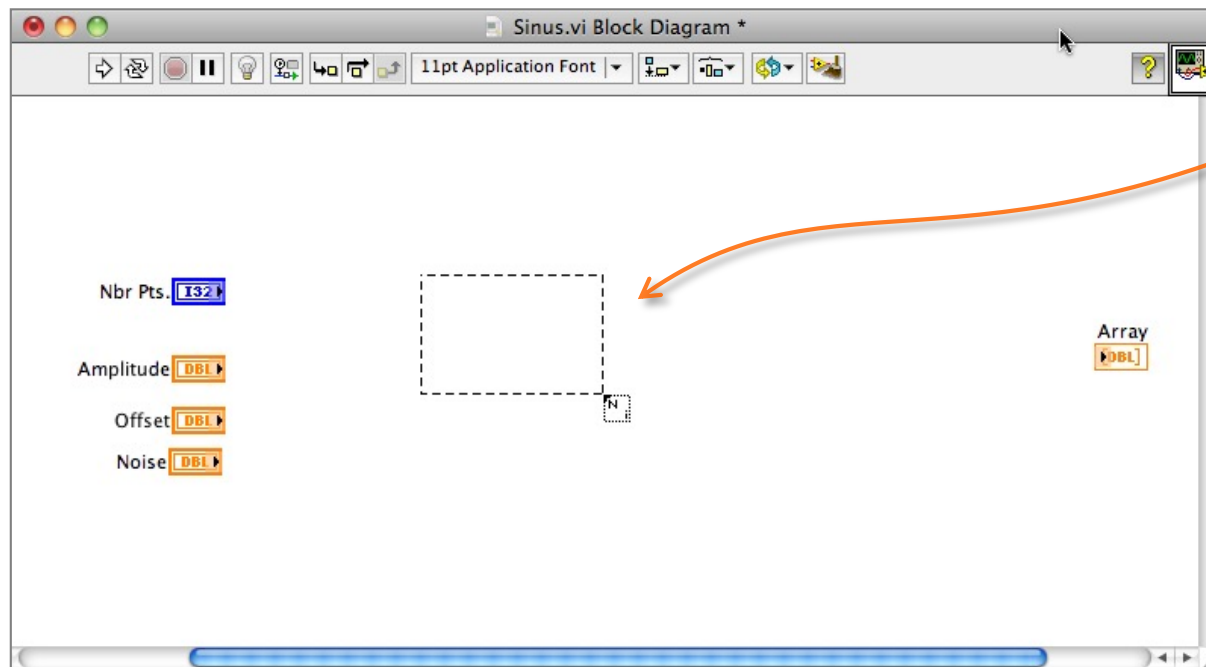 Sinus.vi Block Diagram *
11pt Application Font
?
Nbr Pts. I32
Amplitude DBL
Offset DBL
Noise DBL
N
i
Array
[DBL]